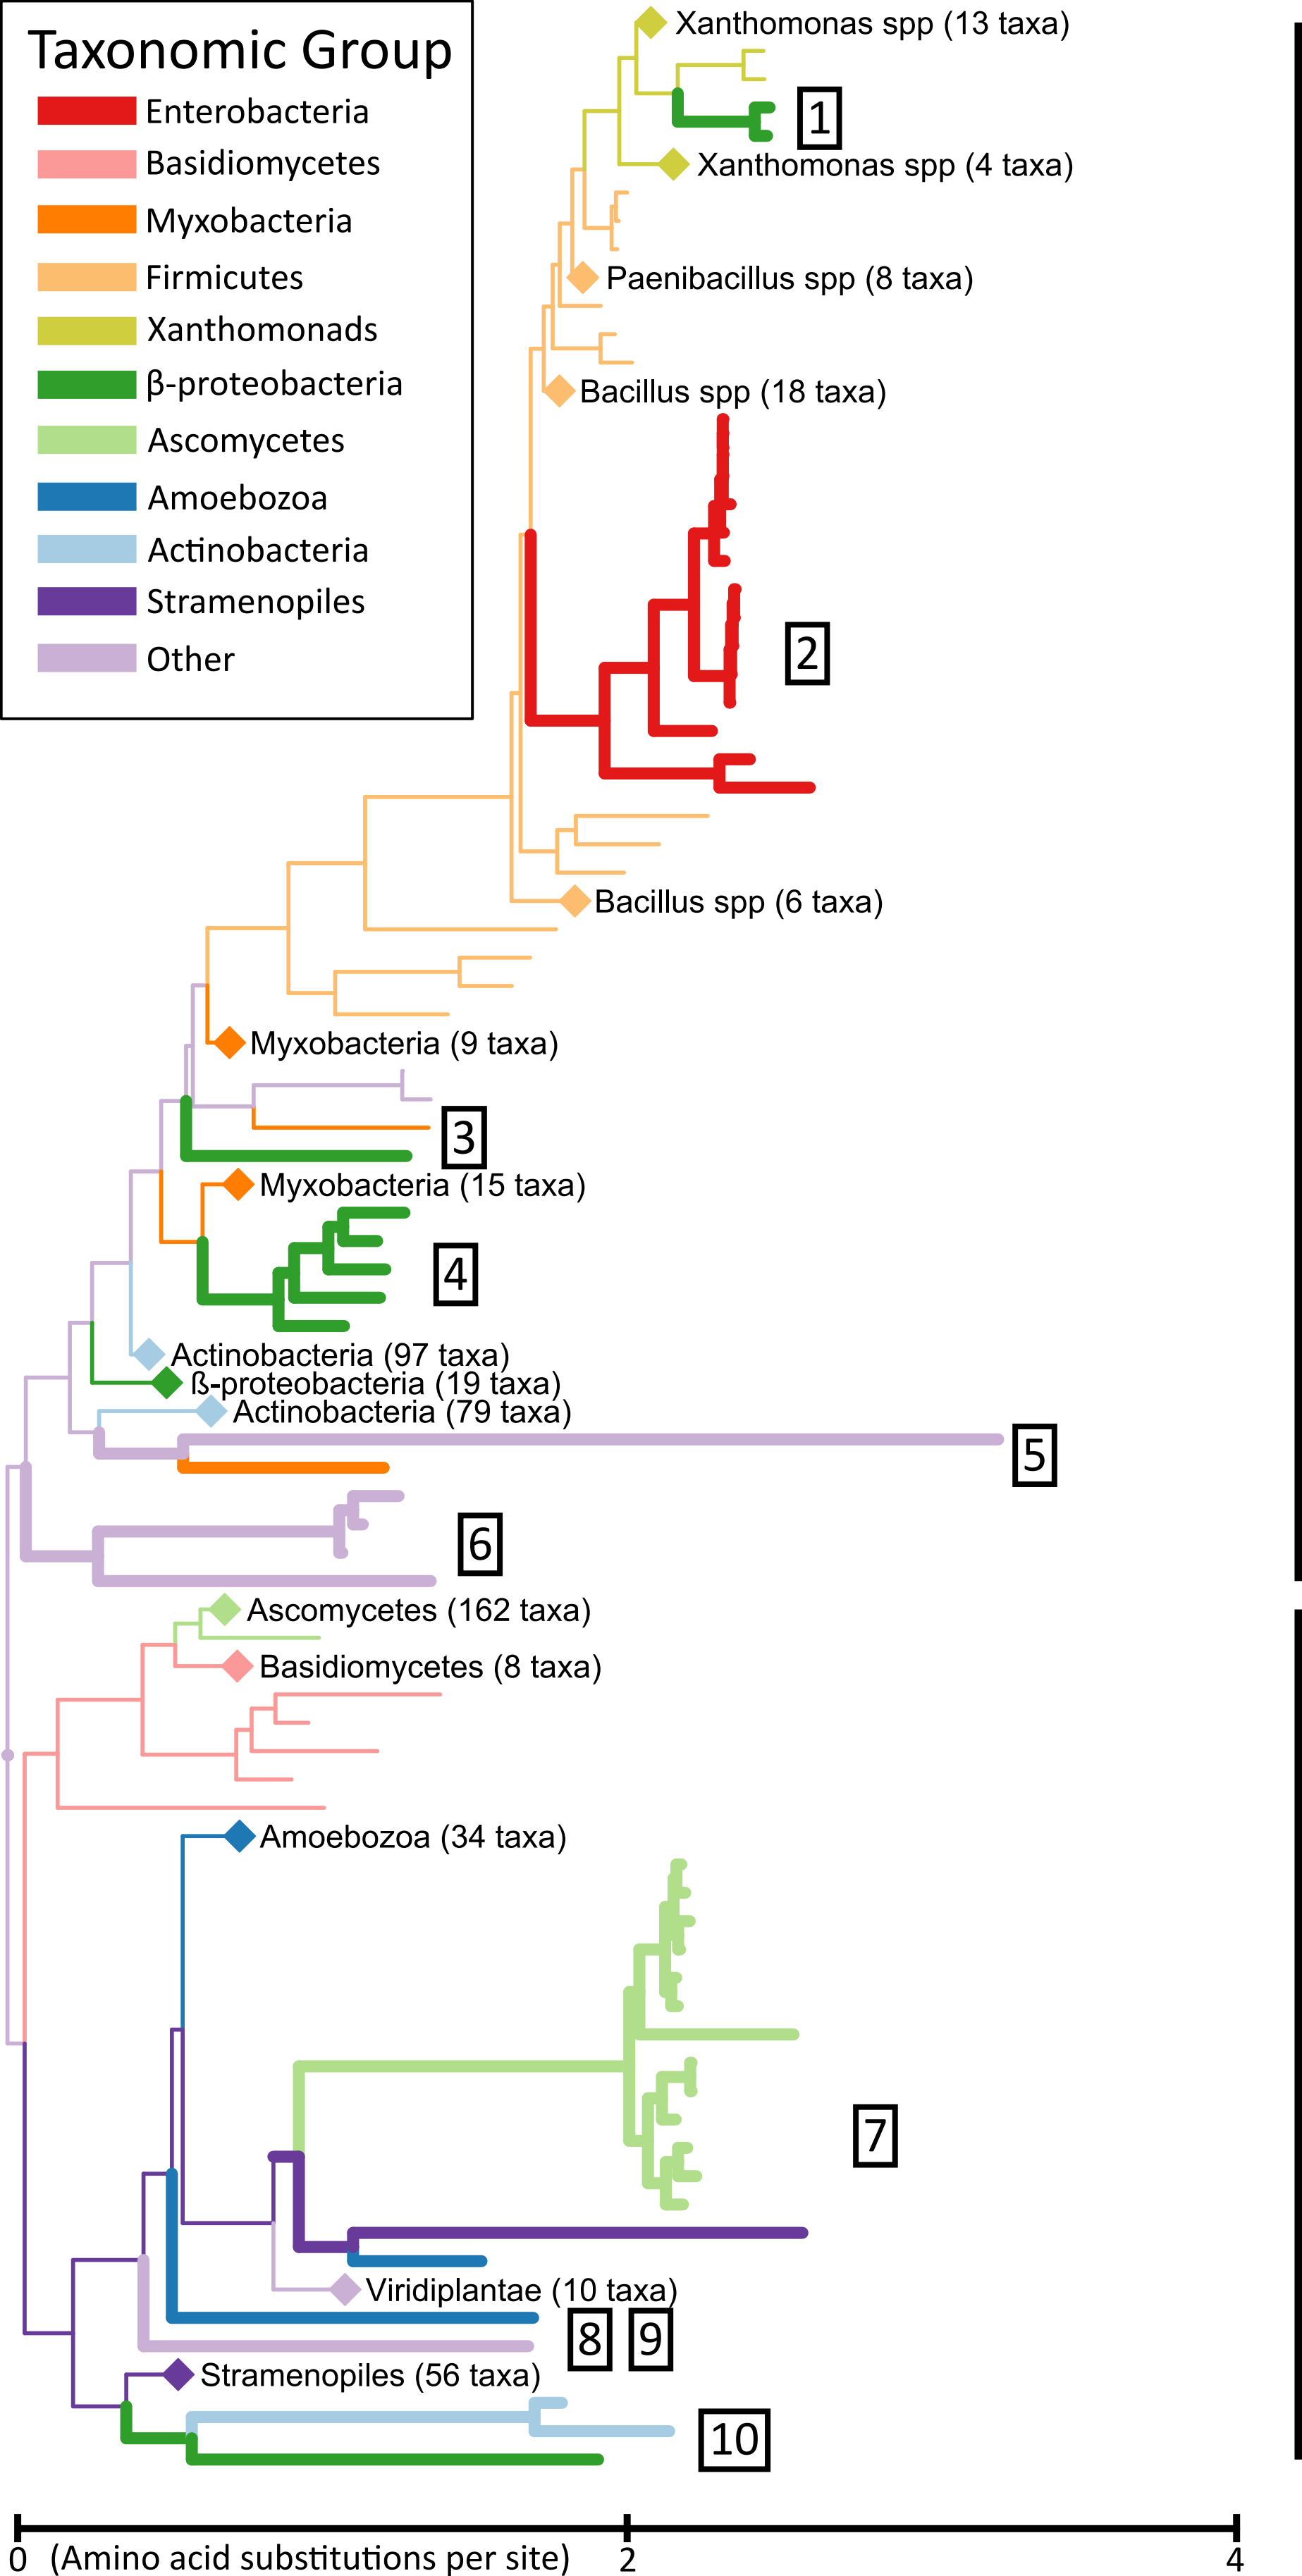 Taxonomic Group
Enterobacteria
Basidiomycetes
Myxobacteria
Firmicutes
Xanthomonads
β-proteobacteria
Ascomycetes
Amoebozoa
Actinobacteria
Stramenopiles
Other
Xanthomonas spp (13 taxa)
1
Xanthomonas spp (4 taxa)
Paenibacillus spp (8 taxa)
Bacillus spp (18 taxa)
2
Bacillus spp (6 taxa)
Myxobacteria (9 taxa)
3
Myxobacteria (15 taxa)
4
Actinobacteria (97 taxa)
ß-proteobacteria (19 taxa)
Actinobacteria (79 taxa)
5
6
Ascomycetes (162 taxa)
Basidiomycetes (8 taxa)
Amoebozoa (34 taxa)
7
Viridiplantae (10 taxa)
8 9
Stramenopiles (56 taxa)
10
0 (Amino acid substitutions per site) 2 4